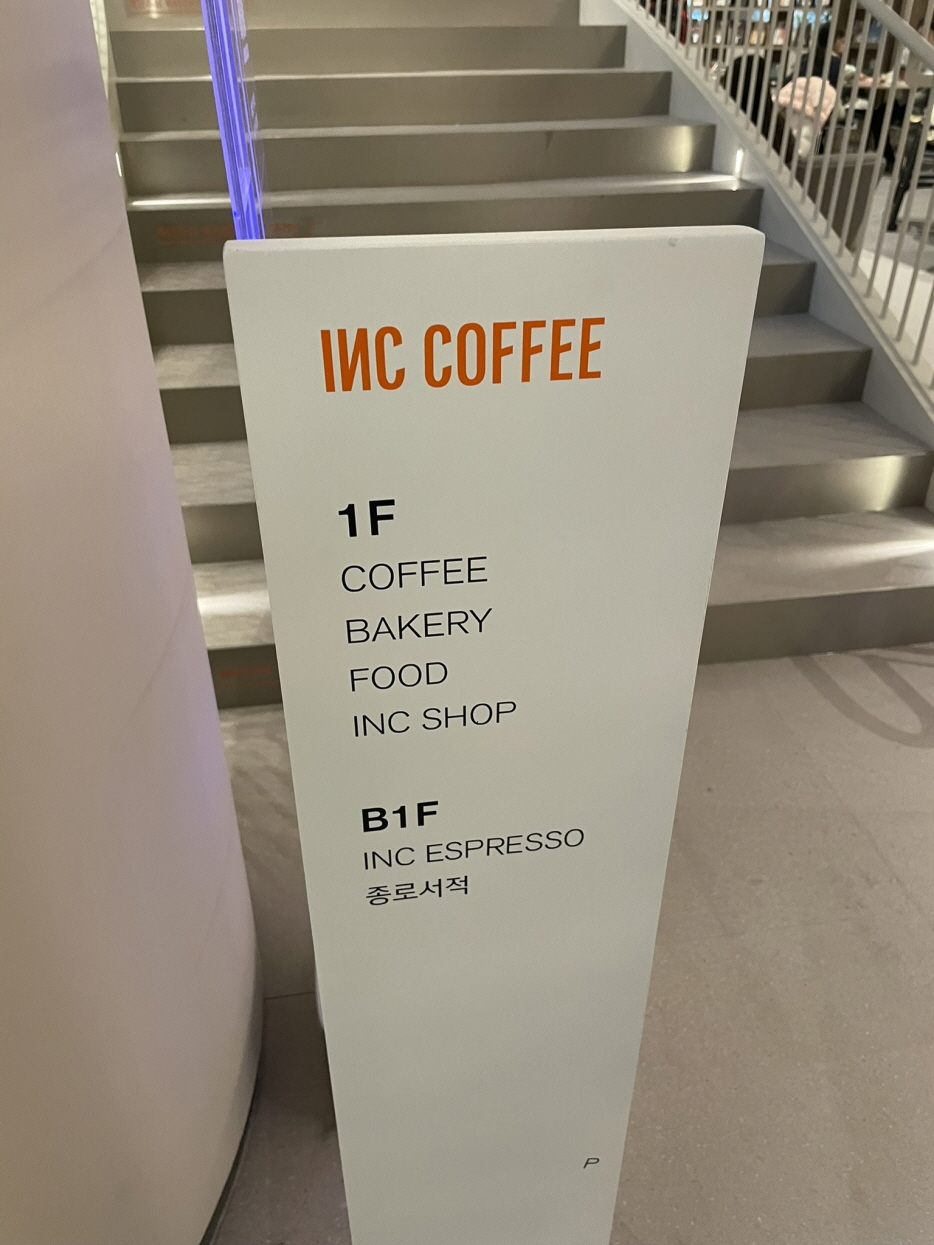 INC COFFEE
1F
COFFEE
BAKERY
FOOD
INC SHOP
B1F
INC ESPRESSO
종로서적
P